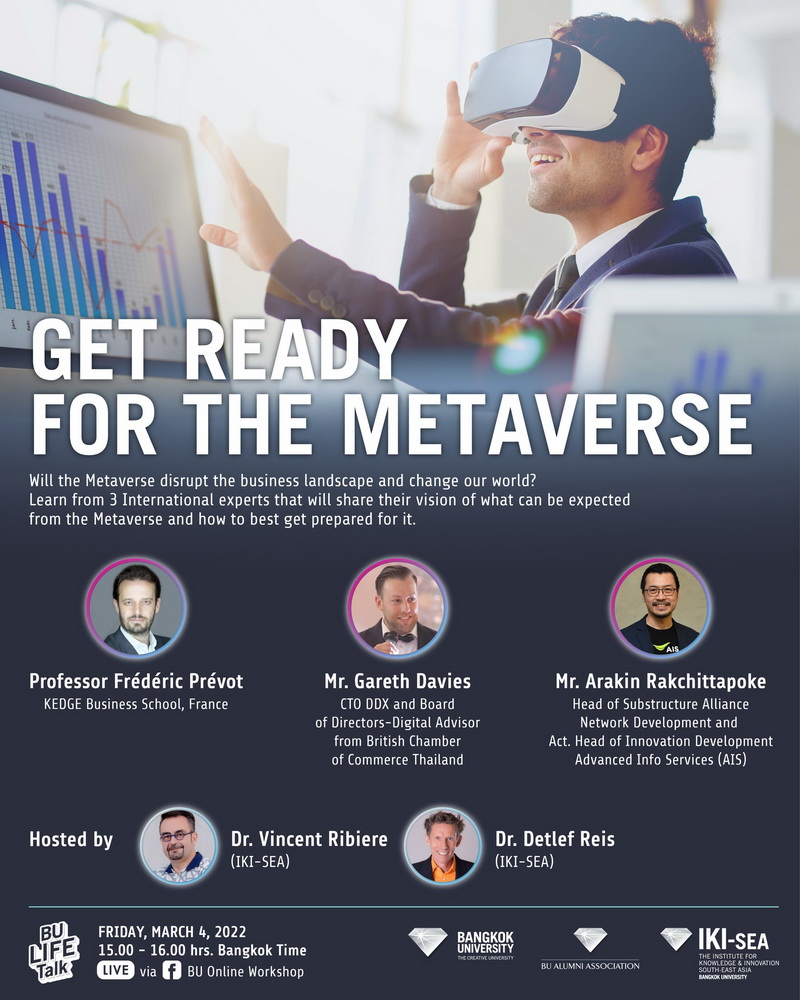 GET READY
FOR THE METAVERSE
Will the Metaverse disrupt the business landscape and change our world?
Learn from 3 International experts that will share their vision of what can be expected
from the Metaverse and how to best get prepared for it.
AIS
Professor Frédéric Prévot
KEDGE Business School, France
Mr. Gareth Davies
CTO DDX and Board
of Directors-Digital Advisor
from British Chamber
of Commerce Thailand
Mr. Arakin Rakchittapoke
Head of Substructure Alliance
Network Development and
Act. Head of Innovation Development
Advanced Info Services (AIS)
Hosted by
Dr. Vincent Ribiere
(IKI-SEA)
Dr. Detlef Reis
(IKI-SEA)
BU
LIFE
Talk
FRIDAY, MARCH 4, 2022
15.00 - 16.00 hrs. Bangkok Time
LIVE via f BU Online Workshop
BANGKOK
UNIVERSITY
THE CREATIVE UNIVERSITY
BU ALUMNI ASSOCIATION
IKI-SEA
THE INSTITUTE FOR
KNOWLEDGE & INNOVATION
SOUTH-EAST ASIA
BANGKOK UNIVERSITY